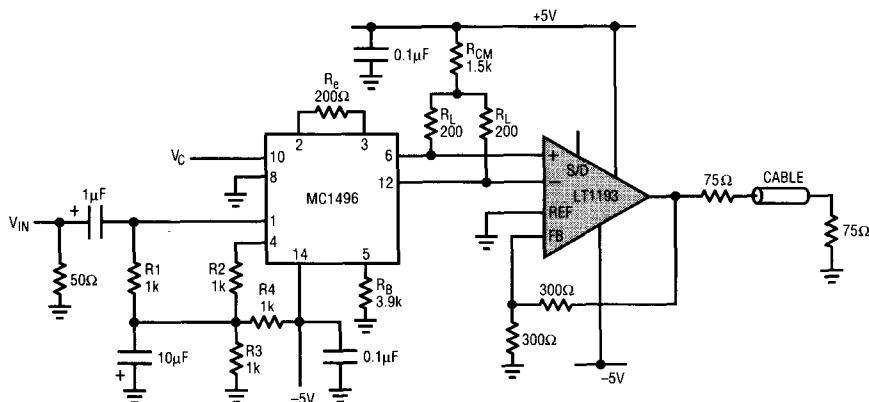 +5V
0.1µF
R_CM
1.5k
R_e
200Ω
R_L
200
R_L
200
2
3
V_C
10
6
+
S/D
8
12
−
LT1193
75Ω
CABLE
1µF
+
MC1496
V_IN
1
REF
75Ω
4
14
5
FB
50Ω
R1
1k
R2
1k
R4
1k
R_B
3.9k
300Ω
300Ω
10µF
+
R3
1k
0.1µF
−5V
−5V